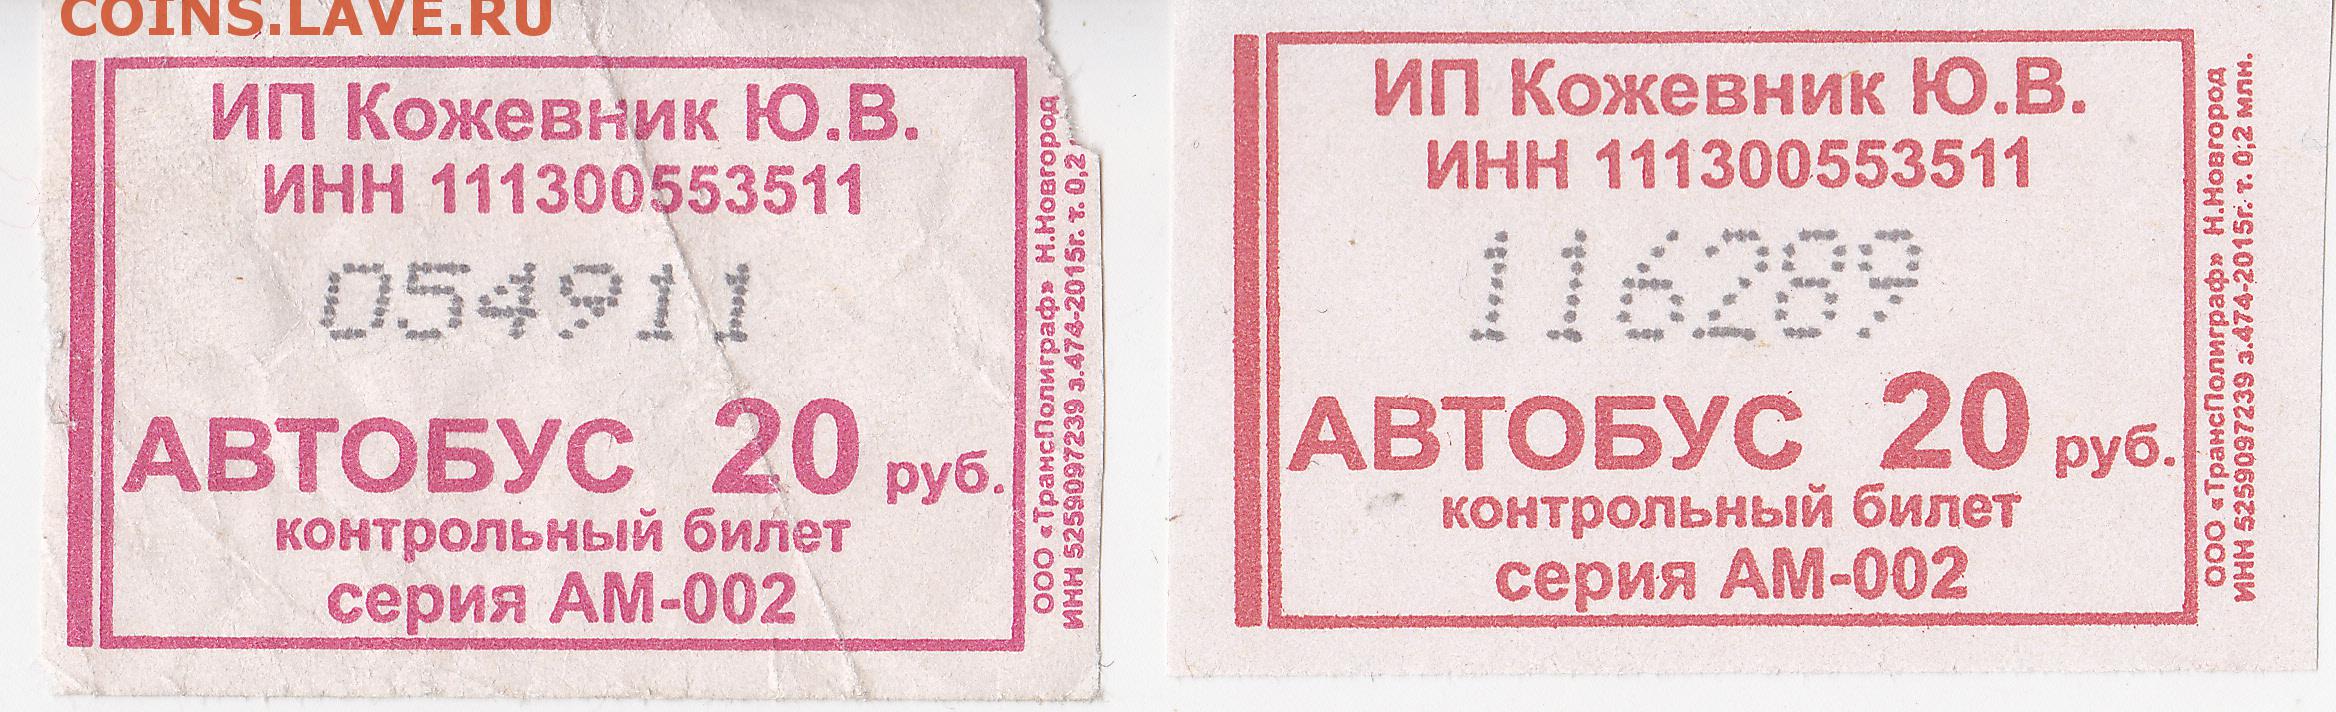 COINS.LAVE.RU
ИП Кожевник Ю.В.
ИНН 111300553511
054911
АВТОБУС 20 руб.
контрольный билет
серия АМ-002
ООО «ТрансПолиграф» Н.Новгород
ИНН 5259097239 з.474-2015г. т. 0,2
ИП Кожевник Ю.В.
ИНН 111300553511
116289
АВТОБУС 20 руб.
контрольный билет
серия АМ-002
ООО «ТрансПолиграф» Н.Новгород
ИНН 5259097239 з.474-2015г. т. 0,2 млн.